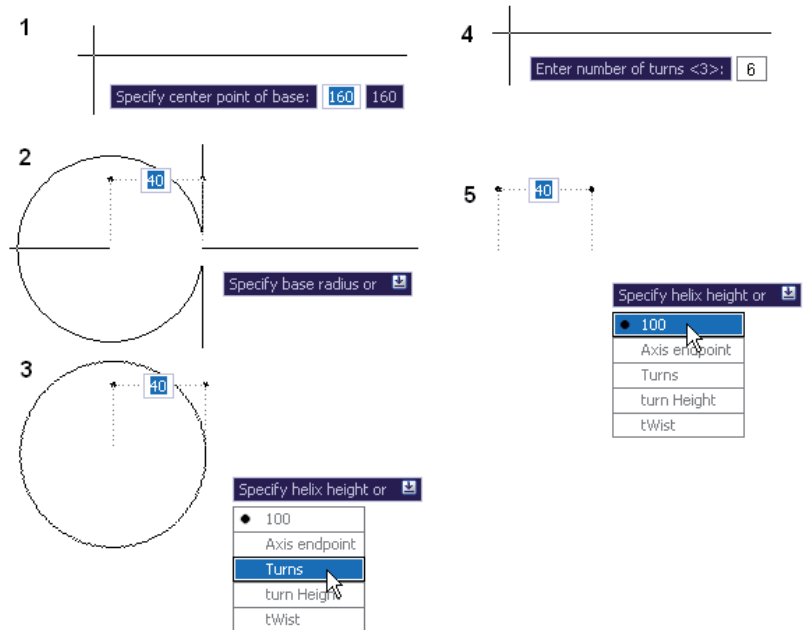 1
Specify center point of base: 160 160
2
40
Specify base radius or
3
40
Specify helix height or
100
Axis endpoint
Turns
turn Height
tWist
4
Enter number of turns <3>: 6
5
40
Specify helix height or
100
Axis endpoint
Turns
turn Height
tWist